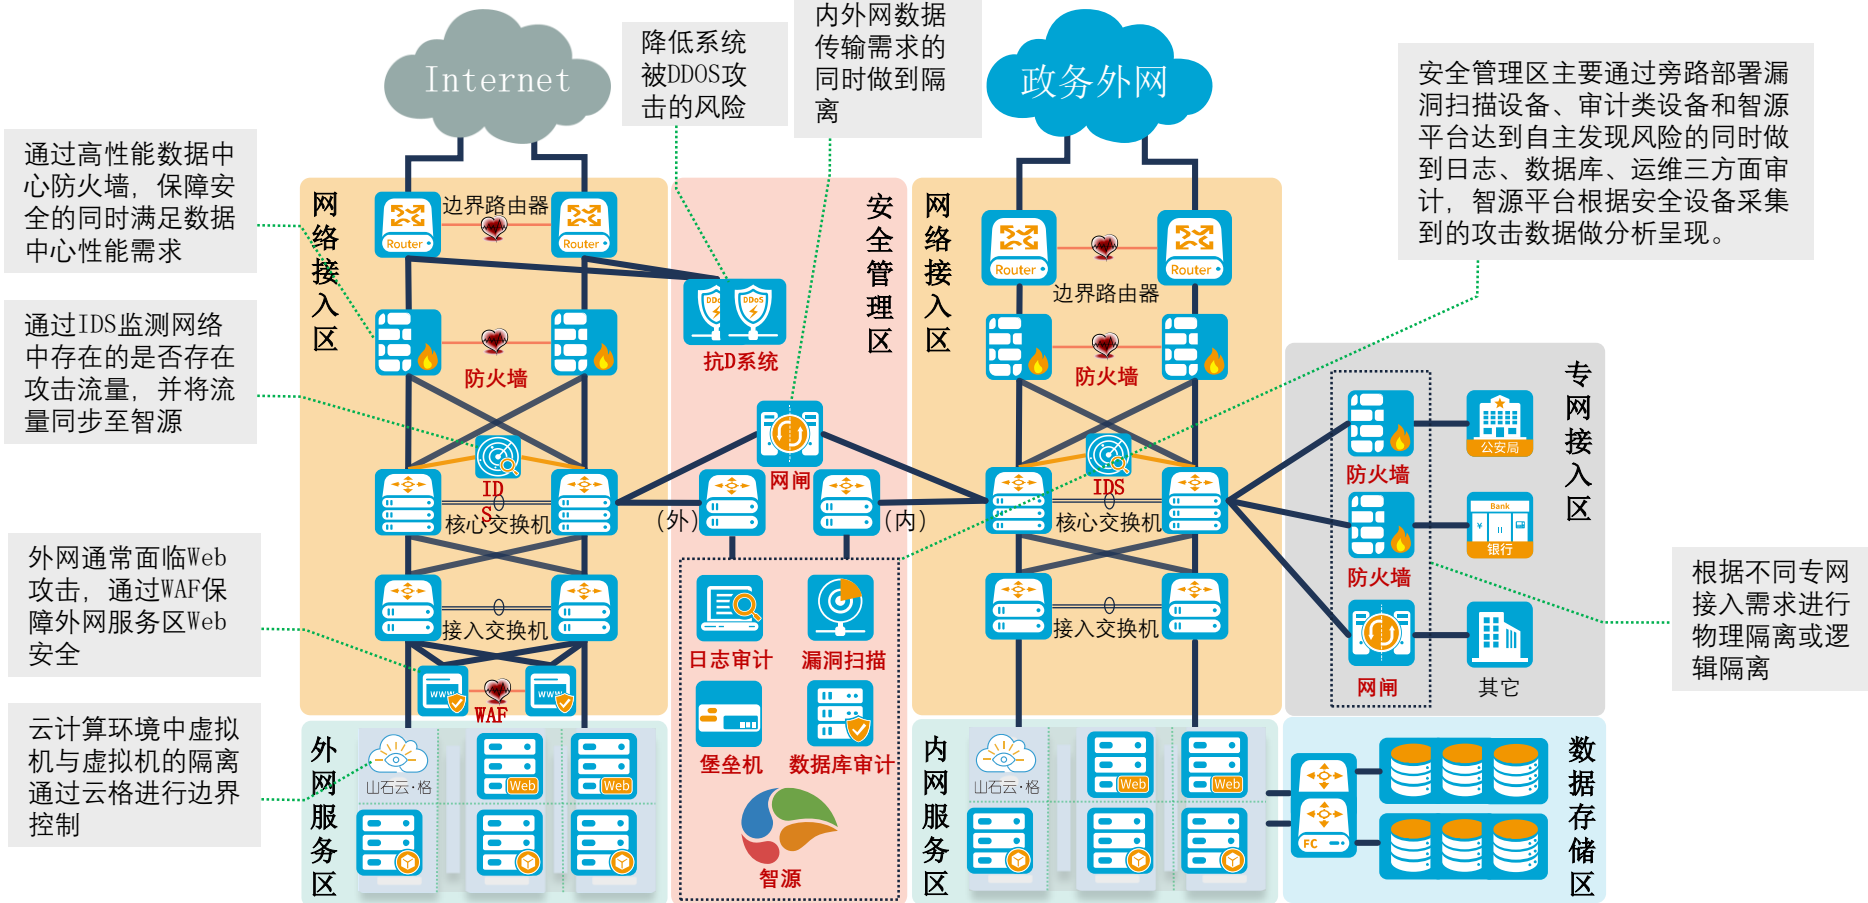 Internet
政务外网
降低系统
被DDOS攻
击的风险
内外网数据
传输需求的
同时做到隔
离
安全管理区主要通过旁路部署漏
洞扫描设备、审计类设备和智源
平台达到自主发现风险的同时做
到日志、数据库、运维三方面审
计，智源平台根据安全设备采集
到的攻击数据做分析呈现。
通过高性能数据中
心防火墙，保障安
全的同时满足数据
中心性能需求
通过IDS监测网络
中存在的是否存在
攻击流量，并将流
量同步至智源
外网通常面临Web
攻击，通过WAF保
障外网服务区Web
安全
云计算环境中虚拟
机与虚拟机的隔离
通过云格进行边界
控制
网络接入区
边界路由器
Router
Router
防火墙
IDS
核心交换机
接入交换机
www
www
WAF
外网服务区
山石云·格
Web
Web
安全管理区
DDoS
DDoS
抗D系统
网闸
(外)
(内)
日志审计
漏洞扫描
堡垒机
数据库审计
智源
网络接入区
Router
Router
边界路由器
防火墙
IDS
核心交换机
接入交换机
内网服务区
山石云·格
Web
Web
专网接入区
防火墙
公安局
防火墙
Bank
¥
银行
网闸
其它
根据不同专网
接入需求进行
物理隔离或逻
辑隔离
数据存储区
FC